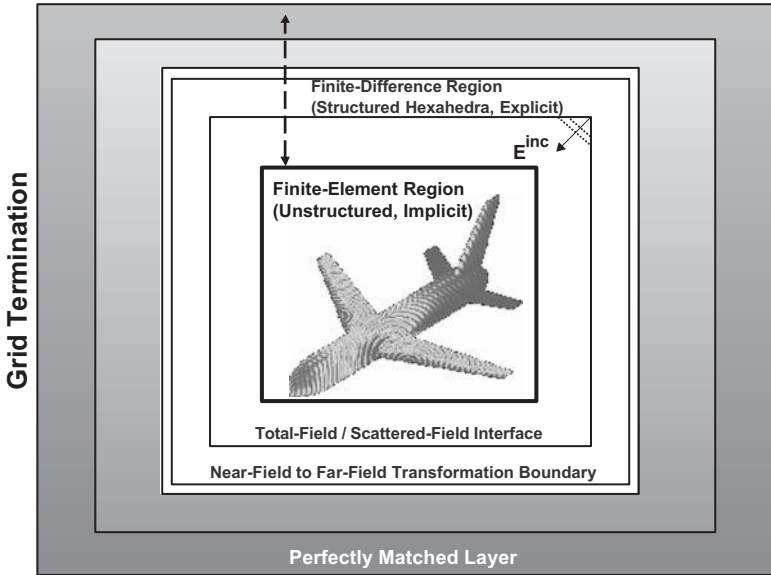 Finite-Difference Region
(Structured Hexahedra, Explicit)
E^inc
Finite-Element Region
(Unstructured, Implicit)
Grid Termination
Total-Field / Scattered-Field Interface
Near-Field to Far-Field Transformation Boundary
Perfectly Matched Layer